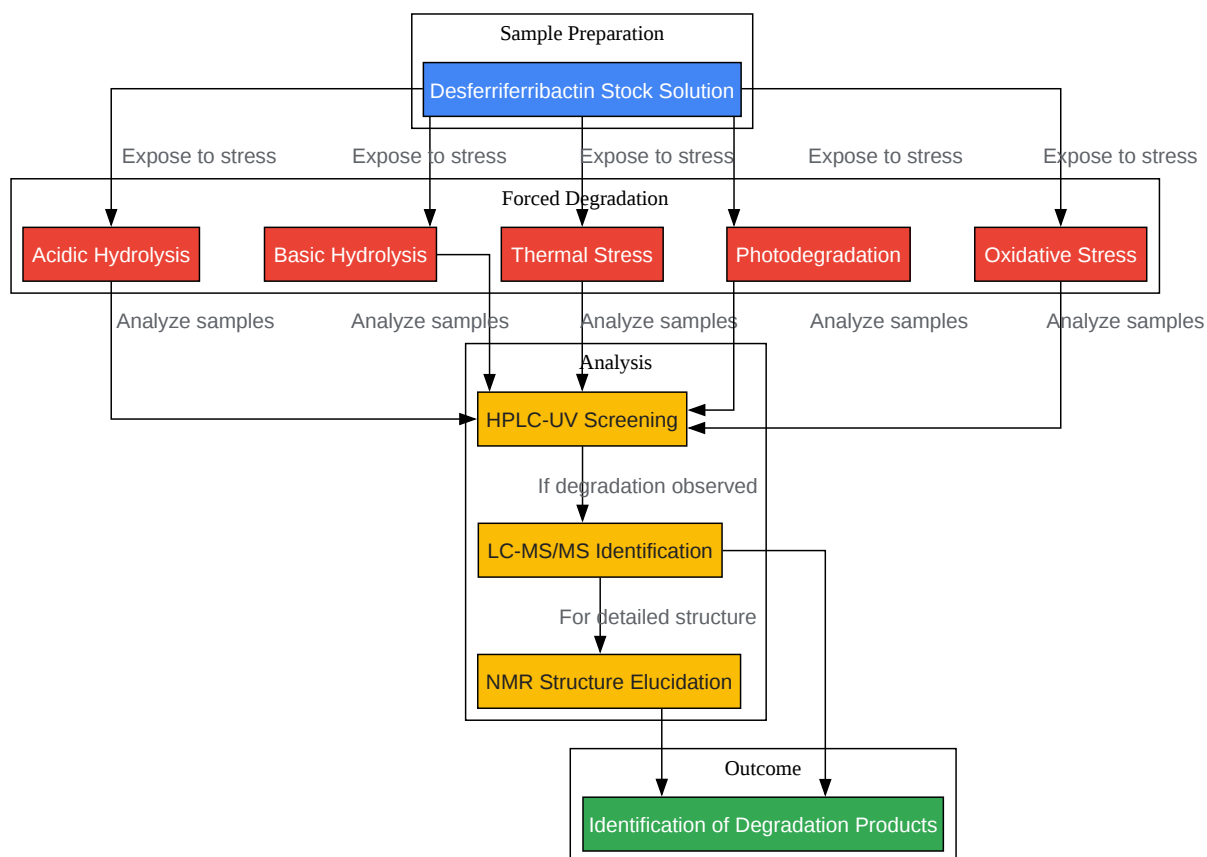 Sample Preparation
Desferriferribactin Stock Solution
Expose to stress
Expose to stress
Expose to stress
Expose to stress
Expose to stress
Forced Degradation
Acidic Hydrolysis
Basic Hydrolysis
Thermal Stress
Photodegradation
Oxidative Stress
Analyze samples
Analyze samples
Analyze samples
Analyze samples
Analyze samples
Analysis
HPLC-UV Screening
If degradation observed
LC-MS/MS Identification
For detailed structure
NMR Structure Elucidation
Outcome
Identification of Degradation Products